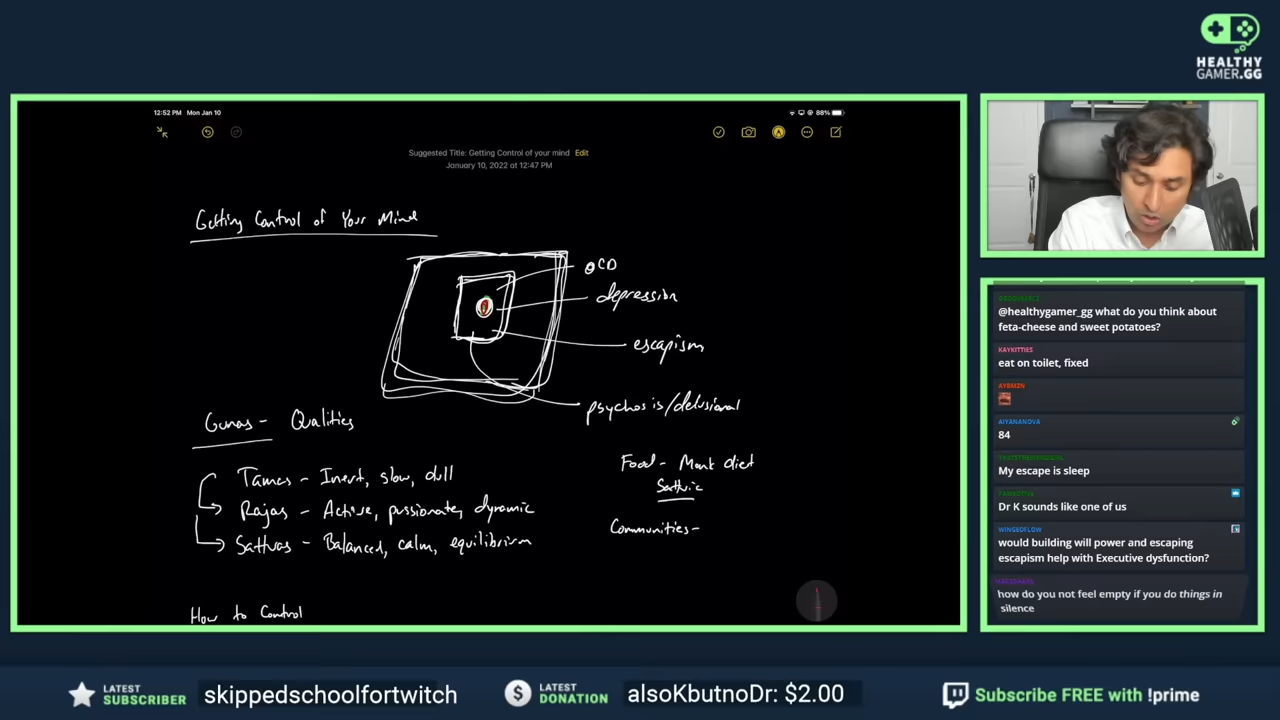 HEALTHY
GAMER.GG
12:52 PM Mon Jan 10
88%
Suggested Title: Getting Control of your mind Edit
January 10, 2022 at 12:47 PM
Getting Control of Your Mind
OCD
depression
escapism
psychosis/delusional
Gunas - Qualities
Tamas - Inert, slow, dull
Rajas - Active, passionate, dynamic
Sattvas - Balanced, calm, equilibrium
Food - Monk diet
Sattvic
Communities -
How to Control
@healthygamer_gg what do you think about
feta-cheese and sweet potatoes?
KAYKITTIES
eat on toilet, fixed
AIYANANOVA
84
My escape is sleep
Dr K sounds like one of us
WINGEDFLOW
would building will power and escaping
escapism help with Executive dysfunction?
how do you not feel empty if you do things in
silence
LATEST
SUBSCRIBER
skippedschoolfortwitch
LATEST
DONATION
alsoKbutnoDr: $2.00
Subscribe FREE with !prime